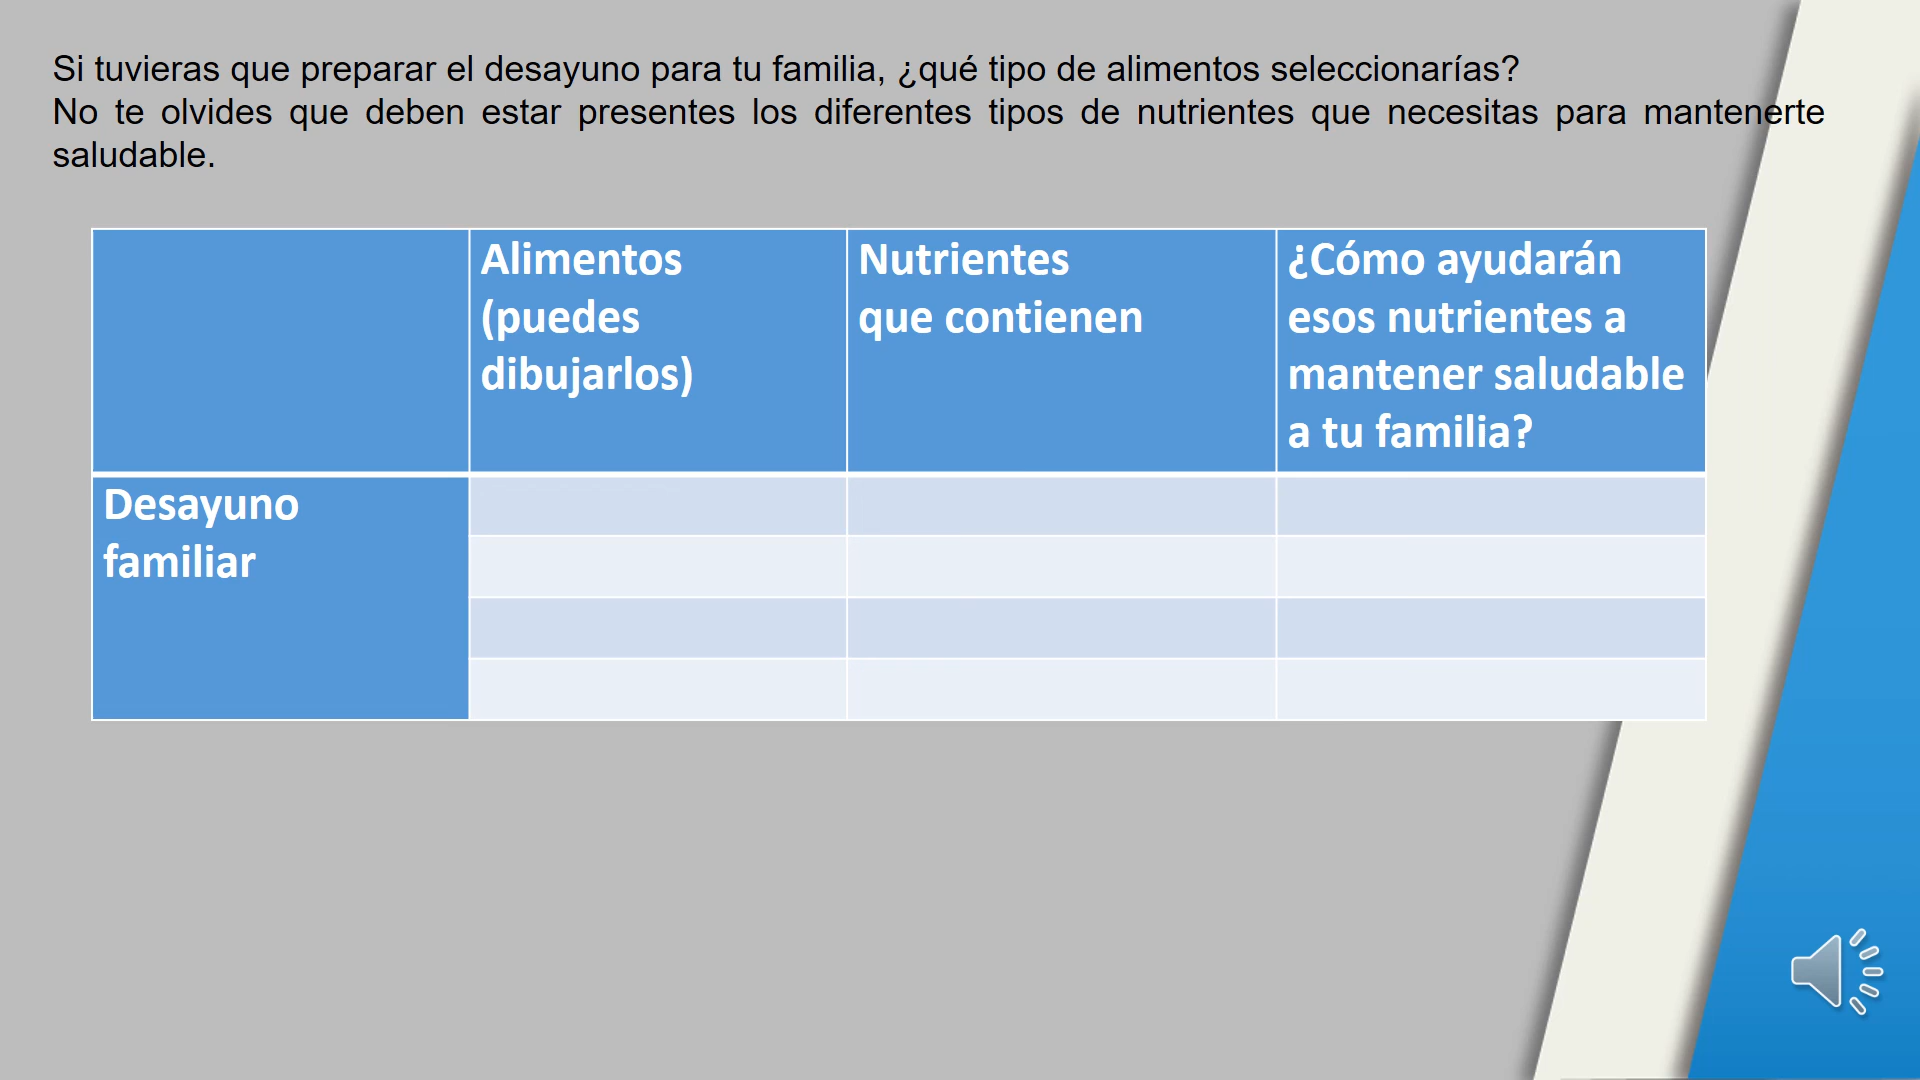 Si tuvieras que preparar el desayuno para tu familia, ¿qué tipo de alimentos seleccionarías?
No te olvides que deben estar presentes los diferentes tipos de nutrientes que necesitas para mantenerte
saludable.
Alimentos
(puedes
dibujarlos)
Nutrientes
que contienen
¿Cómo ayudarán
esos nutrientes a
mantener saludable
a tu familia?
Desayuno
familiar